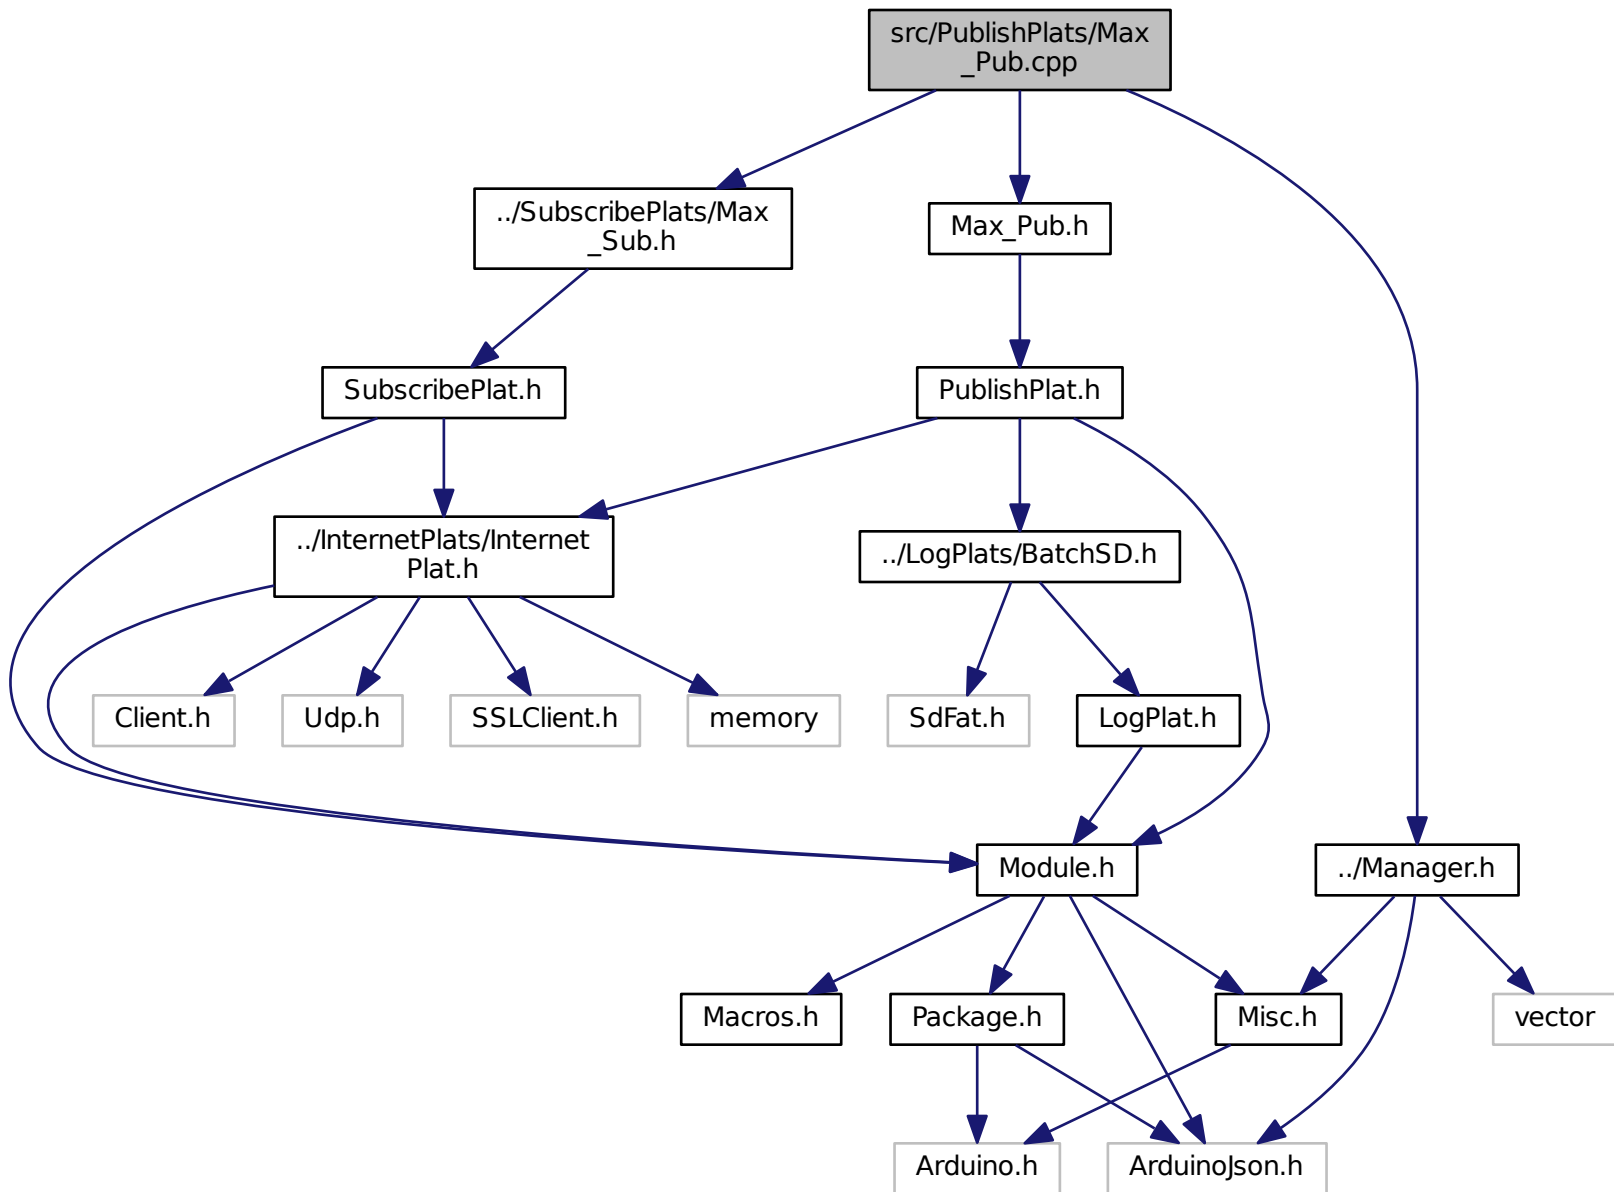 src/PublishPlats/Max
_Pub.cpp
../SubscribePlats/Max
_Sub.h
Max_Pub.h
SubscribePlat.h
PublishPlat.h
../InternetPlats/Internet
Plat.h
../LogPlats/BatchSD.h
Client.h
Udp.h
SSLClient.h
memory
SdFat.h
LogPlat.h
Module.h
../Manager.h
Macros.h
Package.h
Misc.h
vector
Arduino.h
ArduinoJson.h